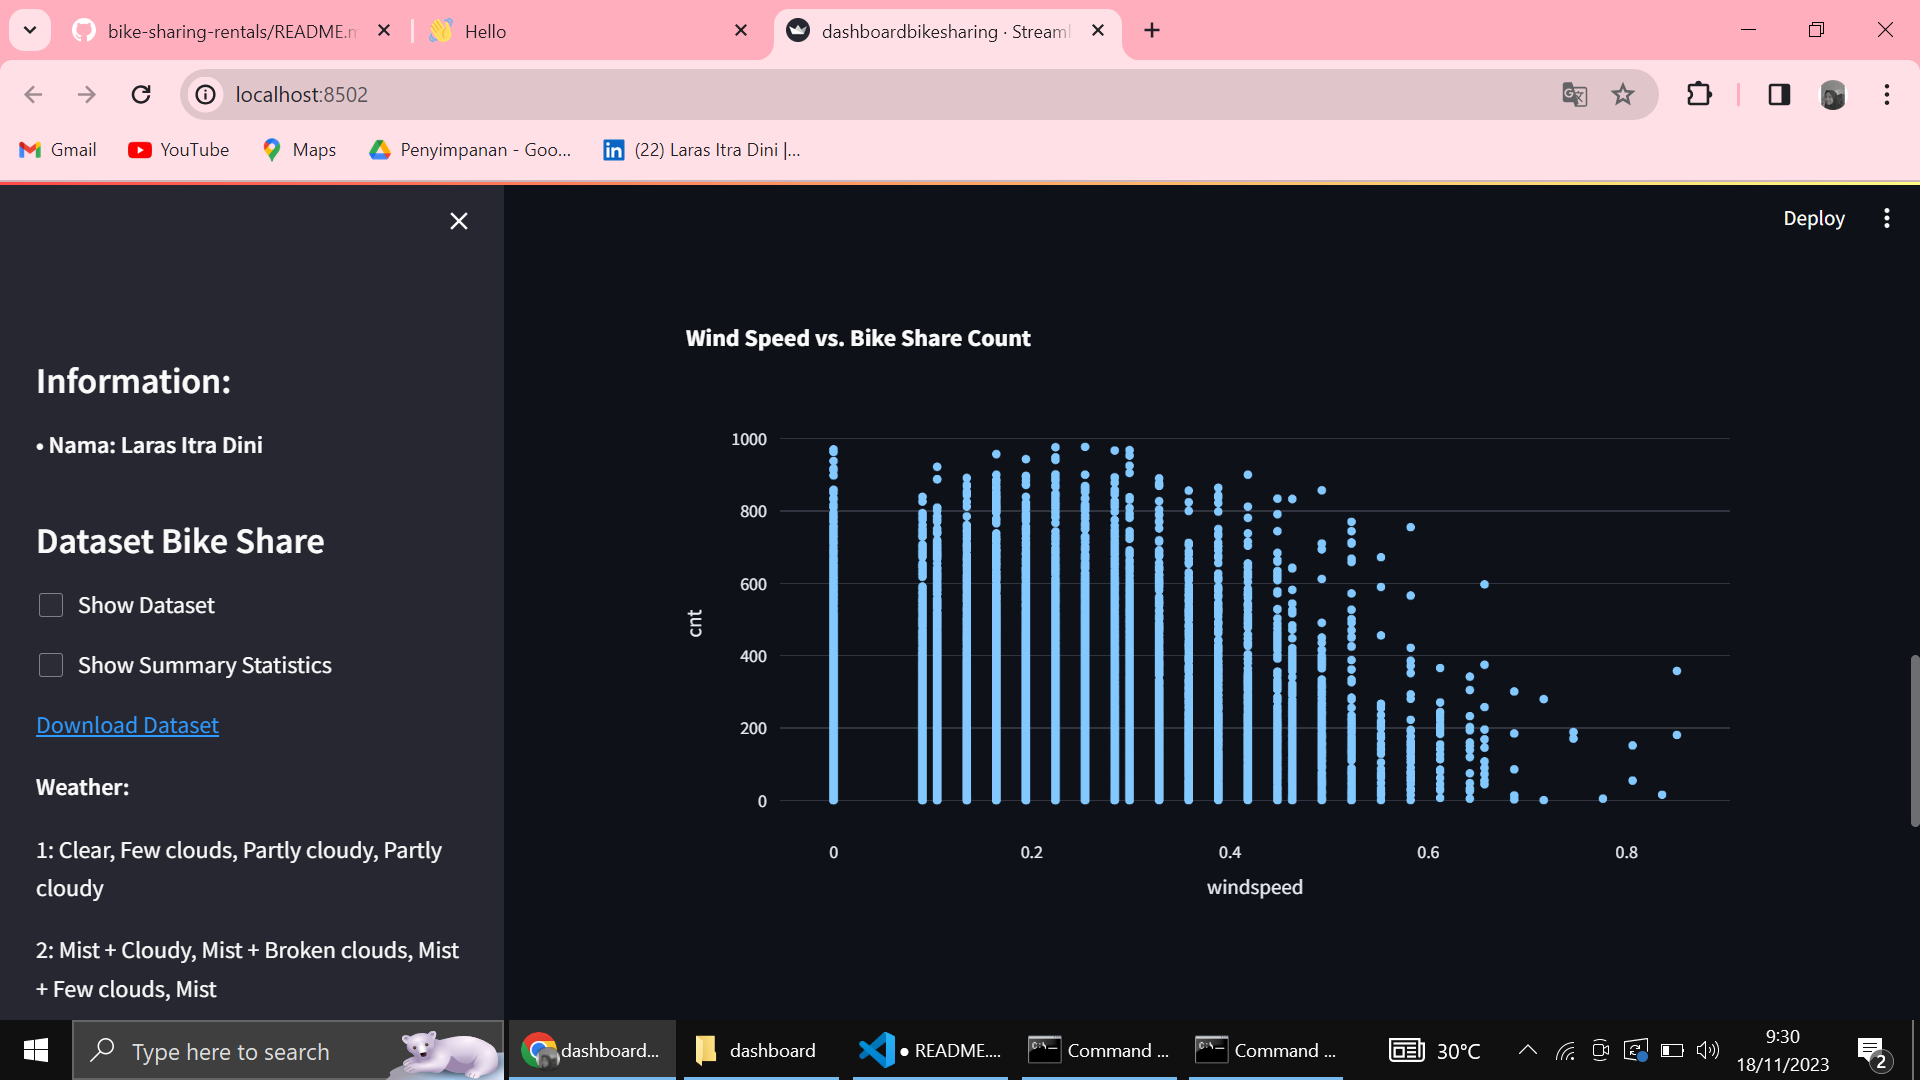 bike-sharing-rentals/README.m
Hello
dashboardbikesharing · Streaml
localhost:8502
Gmail
YouTube
Maps
Penyimpanan - Goo...
(22) Laras Itra Dini |...
Deploy
Information:
• Nama: Laras Itra Dini
Dataset Bike Share
Show Dataset
Show Summary Statistics
Download Dataset
Weather:
1: Clear, Few clouds, Partly cloudy, Partly
cloudy
2: Mist + Cloudy, Mist + Broken clouds, Mist
+ Few clouds, Mist
Wind Speed vs. Bike Share Count
1000
800
600
400
200
0
cnt
0
0.2
0.4
0.6
0.8
windspeed
Type here to search
dashboard...
dashboard
● README....
Command ...
Command ...
30°C
9:30
18/11/2023
2